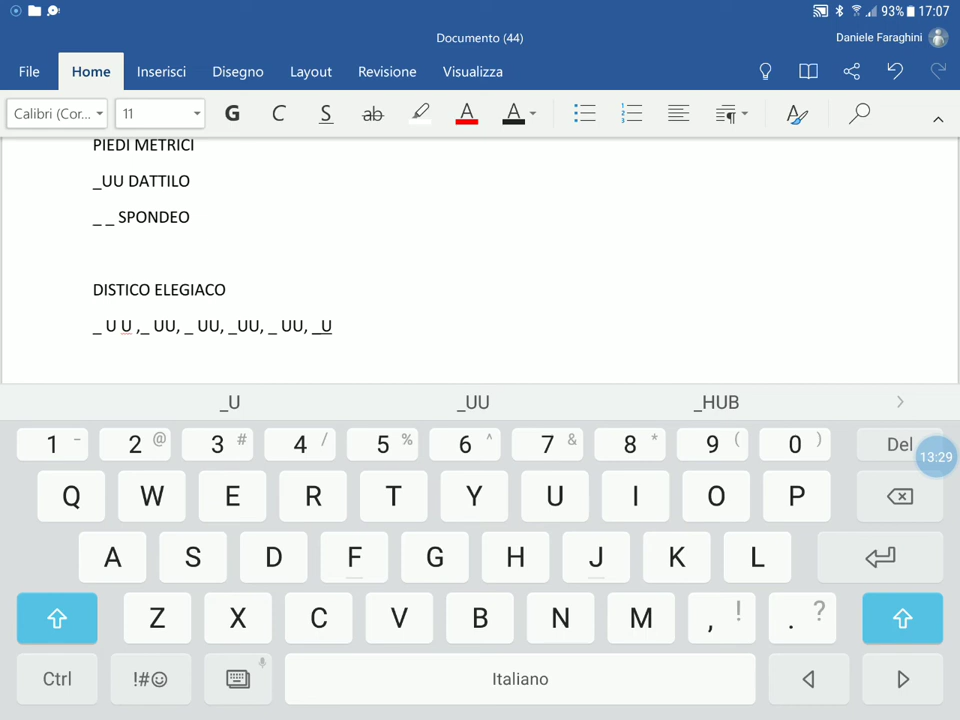 93% 17:07
Documento (44)
Daniele Faraghini
File Home Inserisci Disegno Layout Revisione Visualizza
Calibri (Cor... 11 G C S ab A A
PIEDI METRICI
_UU DATTILO
_ _ SPONDEO
DISTICO ELEGIACO
_ U U ,_ UU, _ UU, _UU, _ UU, _U
_U _UU _HUB
1 - 2 @ 3 # 4 / 5 % 6 ^ 7 & 8 * 9 ( 0 ) Del
13:29
Q W E R T Y U I O P
A S D F G H J K L
Z X C V B N M , ! . ?
Ctrl !#☺ Italiano